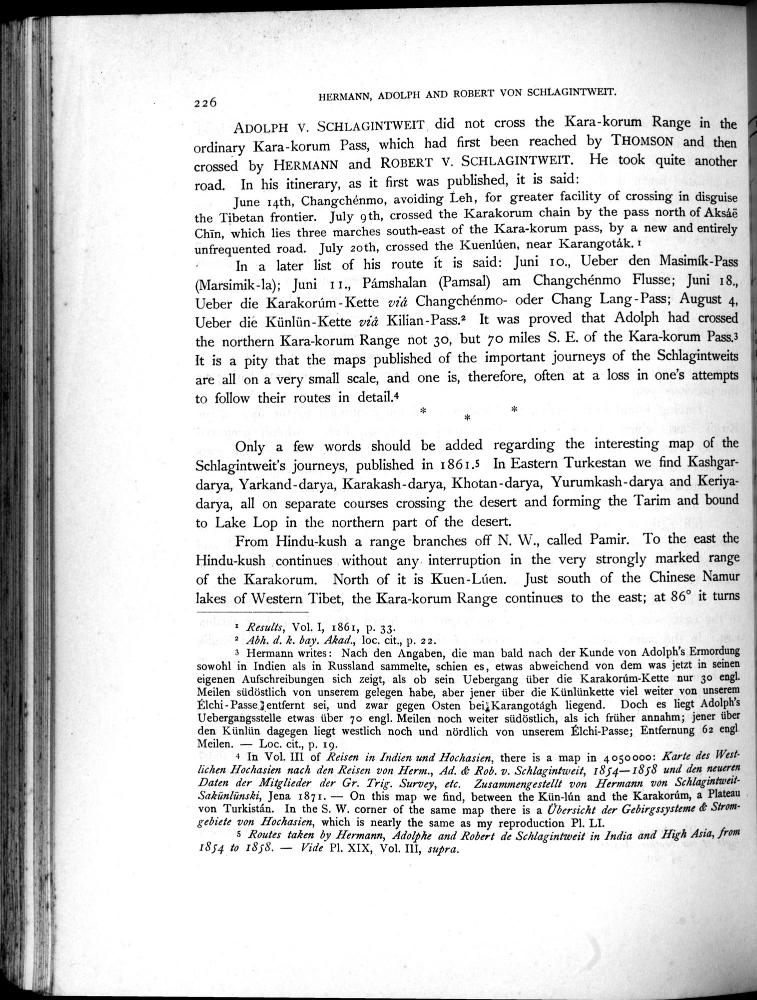 226
HERMANN, ADOLPH AND ROBERT VON SCHLAGINTWEIT.
ADOLPH V. SCHLAGINTWEIT did not cross the Kara-korum Range in the
ordinary Kara-korum Pass, which had first been reached by THOMSON and then
crossed by HERMANN and ROBERT V. SCHLAGINTWEIT. He took quite another
road. In his itinerary, as it first was published, it is said:
June 14th, Changchénmo, avoiding Leh, for greater facility of crossing in disguise
the Tibetan frontier. July 9th, crossed the Karakorum chain by the pass north of Aksáë
Chīn, which lies three marches south-east of the Kara-korum pass, by a new and entirely
unfrequented road. July 20th, crossed the Kuenlúen, near Karangoták.¹
In a later list of his route it is said: Juni 10., Ueber den Masimík-Pass
(Marsimik-la); Juni 11., Pámshalan (Pamsal) am Changchénmo Flusse; Juni 18.,
Ueber die Karakorúm-Kette viâ Changchénmo- oder Chang Lang-Pass; August 4,
Ueber die Künlün-Kette viâ Kilian-Pass.² It was proved that Adolph had crossed
the northern Kara-korum Range not 30, but 70 miles S. E. of the Kara-korum Pass.³
It is a pity that the maps published of the important journeys of the Schlagintweits
are all on a very small scale, and one is, therefore, often at a loss in one's attempts
to follow their routes in detail.⁴
* * *
Only a few words should be added regarding the interesting map of the
Schlagintweit's journeys, published in 1861.⁵ In Eastern Turkestan we find Kashgar-
darya, Yarkand-darya, Karakash-darya, Khotan-darya, Yurumkash-darya and Keriya-
darya, all on separate courses crossing the desert and forming the Tarim and bound
to Lake Lop in the northern part of the desert.
From Hindu-kush a range branches off N. W., called Pamir. To the east the
Hindu-kush continues without any interruption in the very strongly marked range
of the Karakorum. North of it is Kuen-Lúen. Just south of the Chinese Namur
lakes of Western Tibet, the Kara-korum Range continues to the east; at 86° it turns
¹ Results, Vol. I, 1861, p. 33.
² Abh. d. k. bay. Akad., loc. cit., p. 22.
³ Hermann writes: Nach den Angaben, die man bald nach der Kunde von Adolph's Ermordung
sowohl in Indien als in Russland sammelte, schien es, etwas abweichend von dem was jetzt in seinen
eigenen Aufschreibungen sich zeigt, als ob sein Uebergang über die Karakorúm-Kette nur 30 engl.
Meilen südöstlich von unserem gelegen habe, aber jener über die Künlünkette viel weiter von unserem
Élchi-Passe entfernt sei, und zwar gegen Osten bei Karangotágh liegend. Doch es liegt Adolph's
Uebergangsstelle etwas über 70 engl. Meilen noch weiter südöstlich, als ich früher annahm; jener über
den Künlün dagegen liegt westlich noch und nördlich von unserem Élchi-Passe; Entfernung 62 engl
Meilen. — Loc. cit., p. 19.
⁴ In Vol. III of Reisen in Indien und Hochasien, there is a map in 4050000: Karte des West-
lichen Hochasien nach den Reisen von Herm., Ad. & Rob. v. Schlagintweit, 1854—1858 und den neueren
Daten der Mitglieder der Gr. Trig. Survey, etc. Zusammengestellt von Hermann von Schlagintweit-
Sakünlünski, Jena 1871. — On this map we find, between the Kün-lún and the Karakorúm, a Plateau
von Turkistán. In the S. W. corner of the same map there is a Übersicht der Gebirgssysteme & Strom-
gebiete von Hochasien, which is nearly the same as my reproduction Pl. LI.
⁵ Routes taken by Hermann, Adolphe and Robert de Schlagintweit in India and High Asia, from
1854 to 1858. — Vide Pl. XIX, Vol. III, supra.